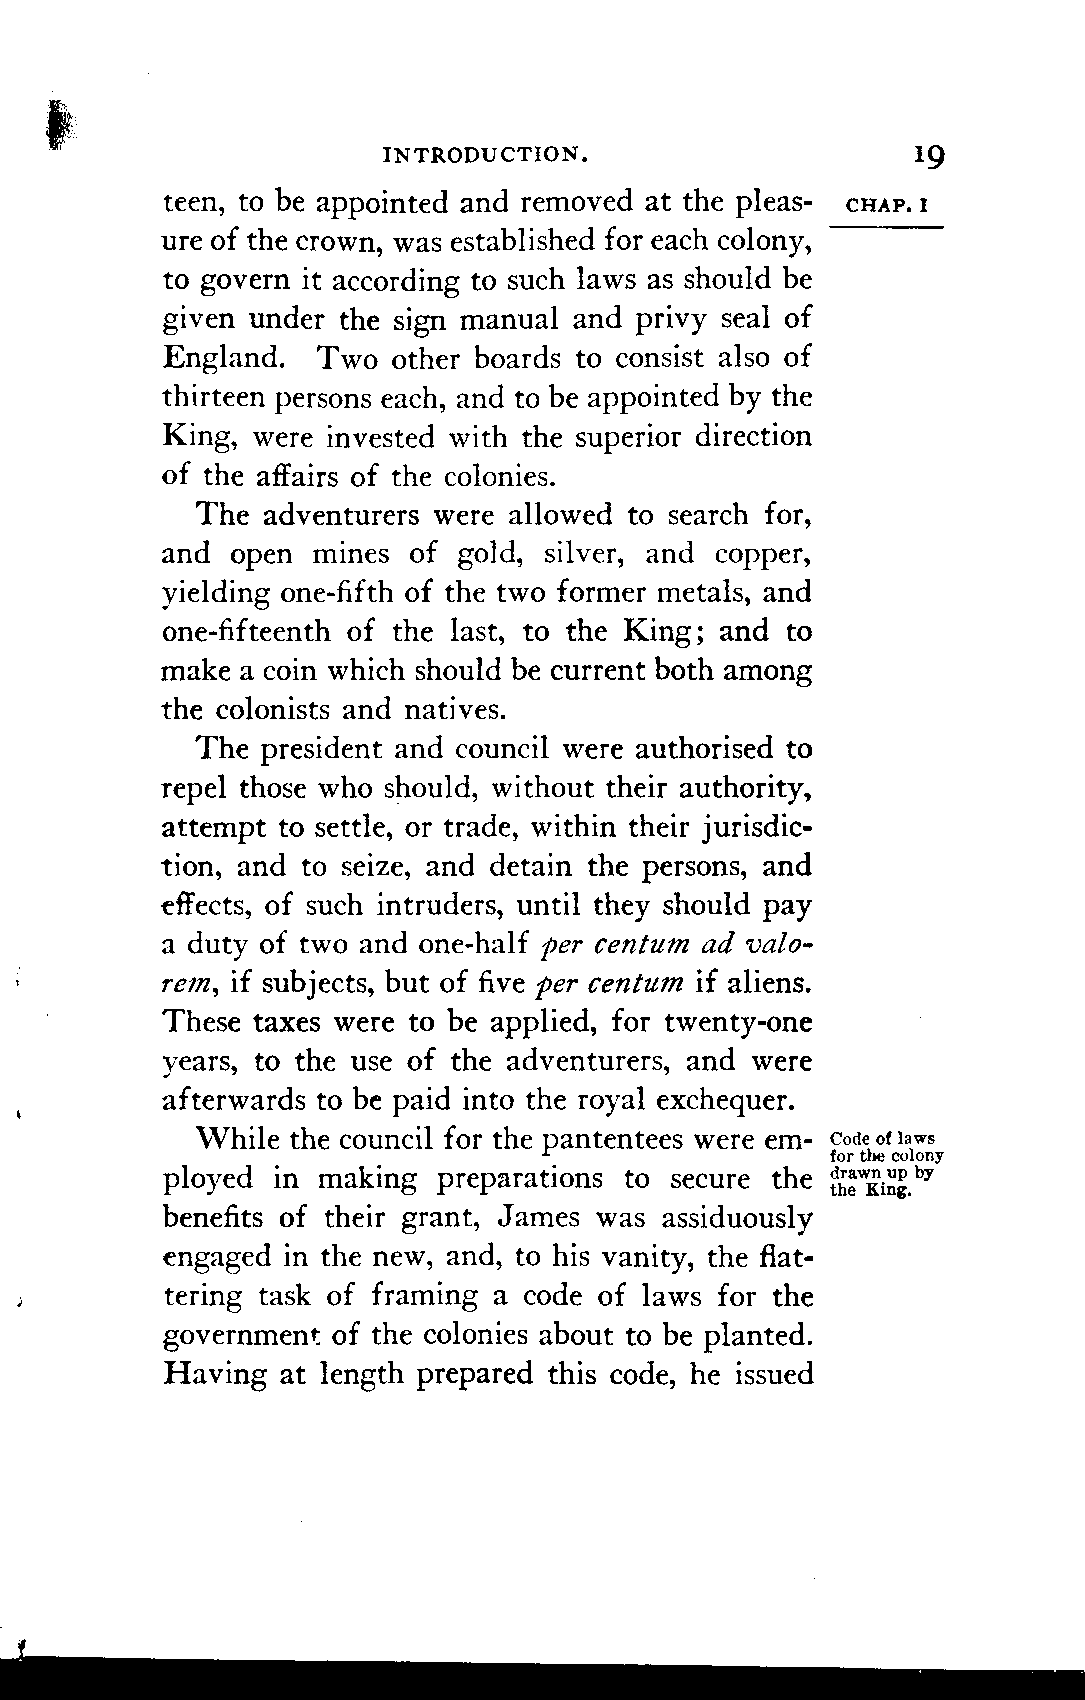 INTRODUCTION. 19
teen, to be appointed and removed at the pleas-
CHAP. I
ure of the crown, was established for each colony,
to govern it according to such laws as should be
given under the sign manual and privy seal of
England. Two other boards to consist also of
thirteen persons each, and to be appointed by the
King, were invested with the superior direction
of the affairs of the colonies.
The adventurers were allowed to search for,
and open mines of gold, silver, and copper,
yielding one-fifth of the two former metals, and
one-fifteenth of the last, to the King; and to
make a coin which should be current both among
the colonists and natives.
The president and council were authorised to
repel those who should, without their authority,
attempt to settle, or trade, within their jurisdic-
tion, and to seize, and detain the persons, and
effects, of such intruders, until they should pay
a duty of two and one-half per centum ad valo-
rem, if subjects, but of five per centum if aliens.
These taxes were to be applied, for twenty-one
years, to the use of the adventurers, and were
afterwards to be paid into the royal exchequer.
While the council for the pantentees were em-
ployed in making preparations to secure the
benefits of their grant, James was assiduously
engaged in the new, and, to his vanity, the flat-
tering task of framing a code of laws for the
government of the colonies about to be planted.
Having at length prepared this code, he issued
Code of laws
for the colony
drawn up by
the King.